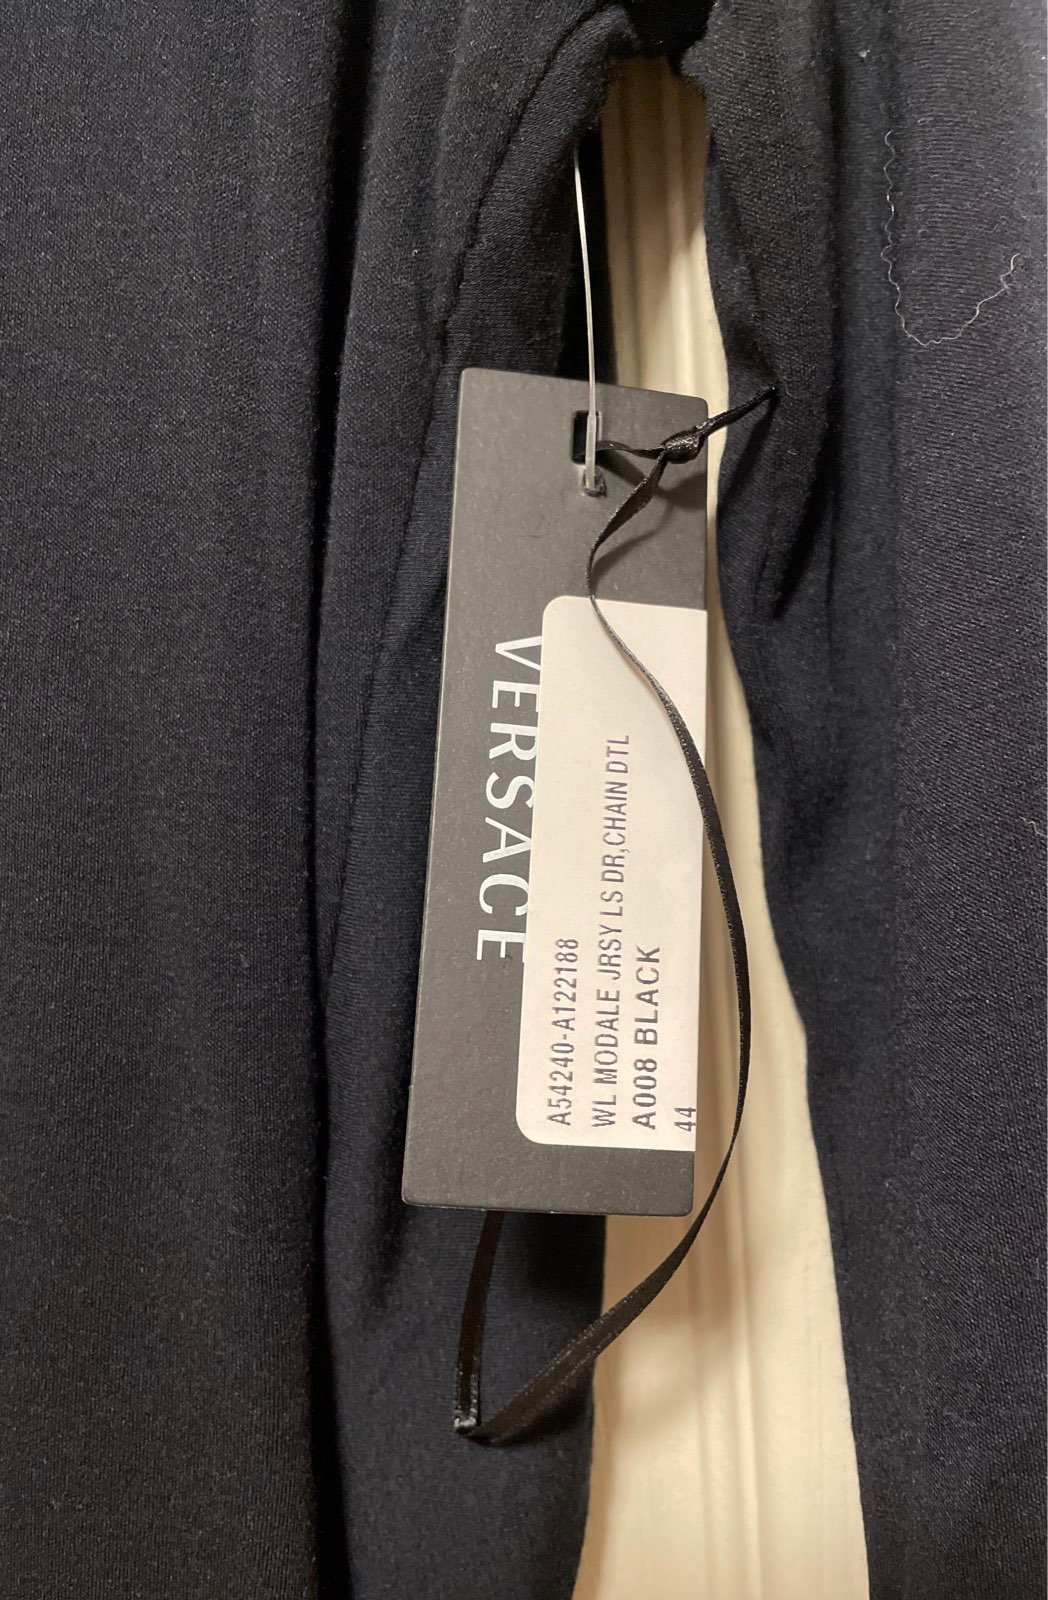 VERSACE
A54240-A122188
WL MODALE JRSY LS DR,CHAIN DTL
A008 BLACK
44